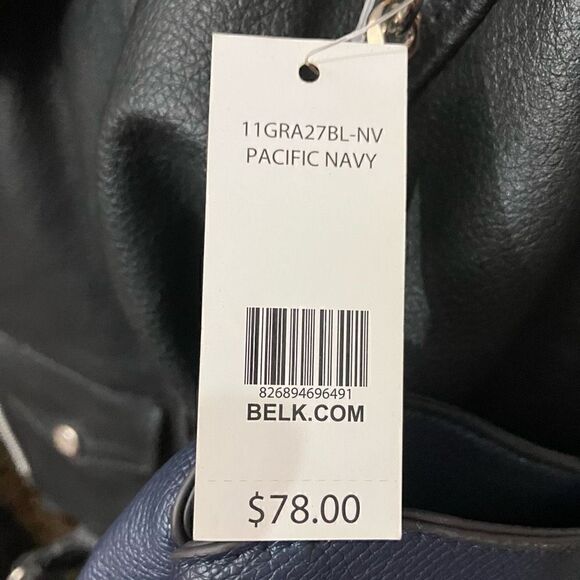 11GRA27BL-NV
PACIFIC NAVY
826894696491
BELK.COM
$78.00